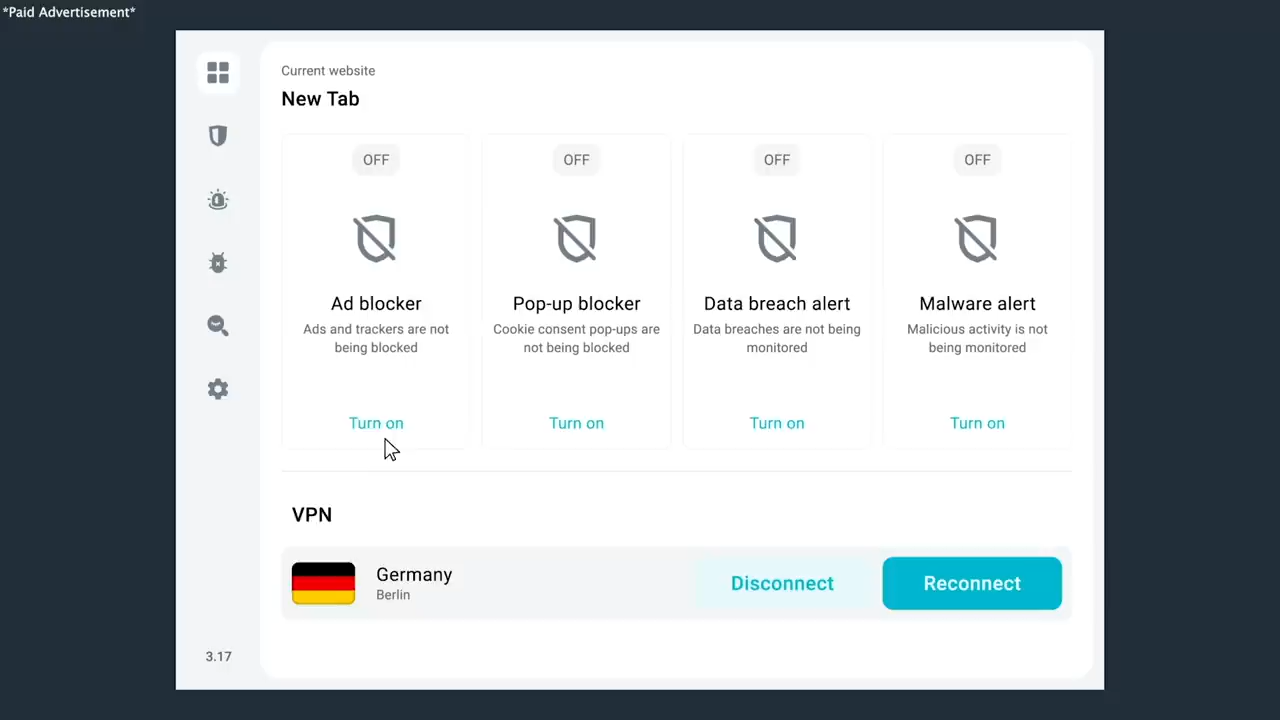 *Paid Advertisement*
Current website
New Tab
OFF
OFF
OFF
OFF
Ad blocker
Ads and trackers are not
being blocked
Turn on
Pop-up blocker
Cookie consent pop-ups are
not being blocked
Turn on
Data breach alert
Data breaches are not being
monitored
Turn on
Malware alert
Malicious activity is not
being monitored
Turn on
VPN
Germany
Berlin
Disconnect
Reconnect
3.17